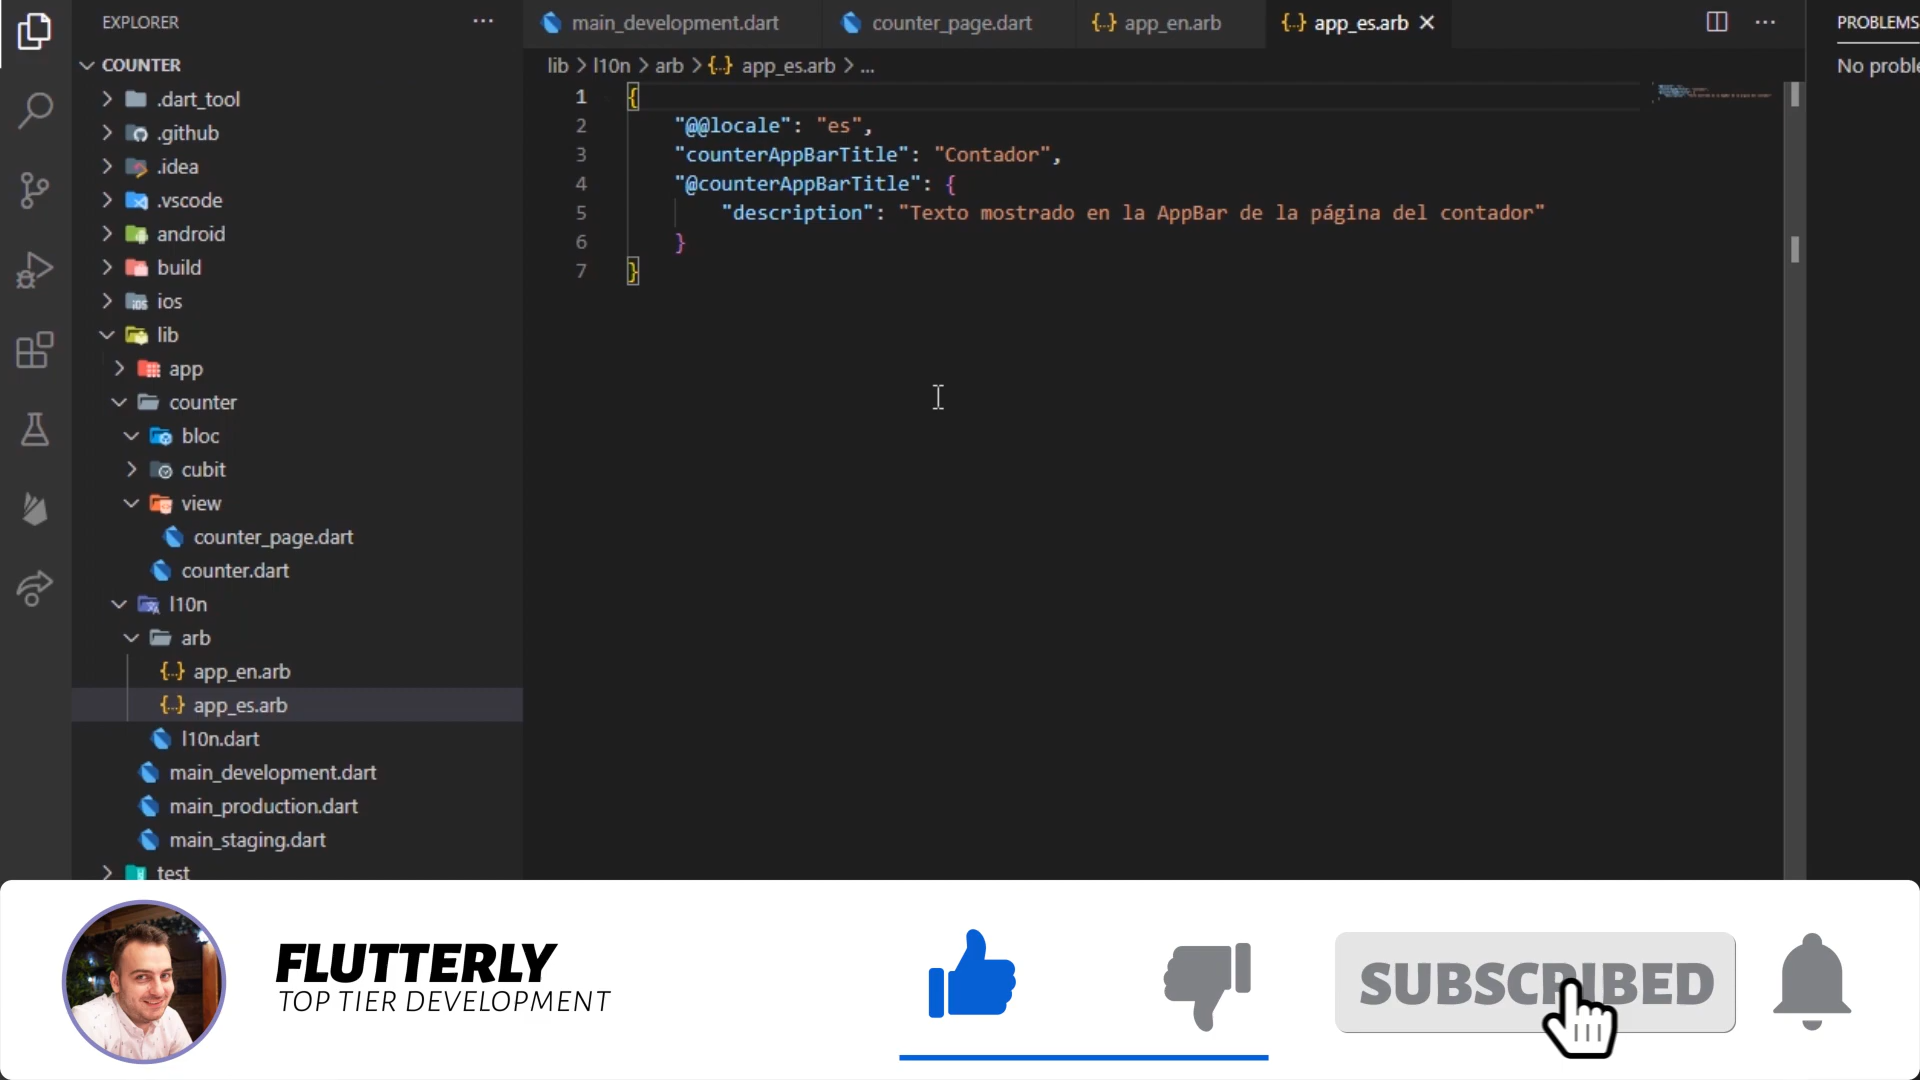 EXPLORER
COUNTER
.dart_tool
.github
.idea
.vscode
android
build
ios
lib
app
counter
bloc
cubit
view
counter_page.dart
counter.dart
l10n
arb
app_en.arb
app_es.arb
l10n.dart
main_development.dart
main_production.dart
main_staging.dart
test
main_development.dart
counter_page.dart
{..} app_en.arb
{..} app_es.arb
lib > l10n > arb > {..} app_es.arb > ...
1 {
2 "@@locale": "es",
3 "counterAppBarTitle": "Contador",
4 "@counterAppBarTitle": {
5 "description": "Texto mostrado en la AppBar de la página del contador"
6 }
7 }
PROBLEMS
No proble
FLUTTERLY
TOP TIER DEVELOPMENT
SUBSCRIBED